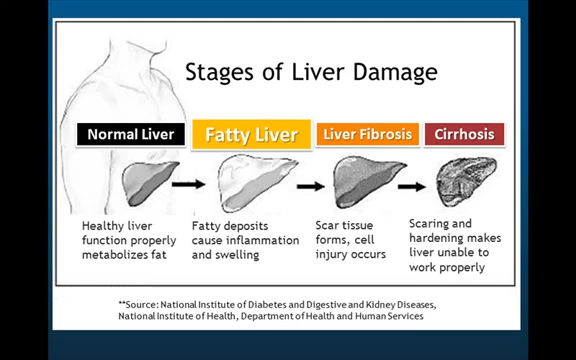 Stages of Liver Damage
Normal Liver
Fatty Liver
Liver Fibrosis
Cirrhosis
Healthy liver
function properly
metabolizes fat
Fatty deposits
cause inflammation
and swelling
Scar tissue
forms, cell
injury occurs
Scaring and
hardening makes
liver unable to
work properly
**Source: National Institute of Diabetes and Digestive and Kidney Diseases,
National Institute of Health, Department of Health and Human Services